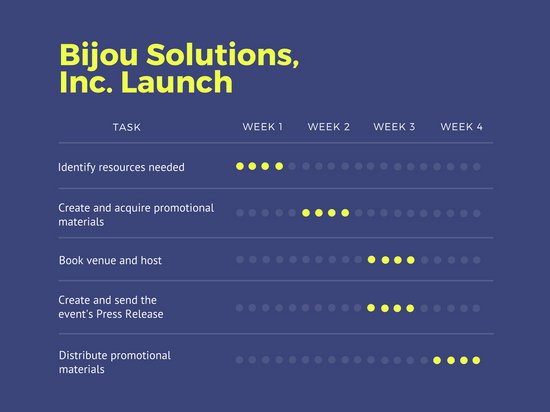 Bijou Solutions,
Inc. Launch
TASK WEEK 1 WEEK 2 WEEK 3 WEEK 4
Identify resources needed
Create and acquire promotional
materials
Book venue and host
Create and send the
event's Press Release
Distribute promotional
materials